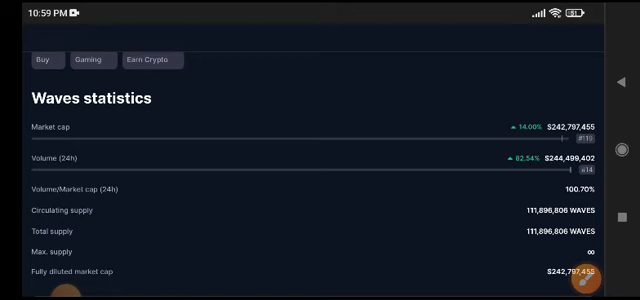 10:59 PM
51
Buy Gaming Earn Crypto
Waves statistics
Market cap 14.00% $242,797,455
#119
Volume (24h) 82.54% $244,499,402
#14
Volume/Market cap (24h) 100.70%
Circulating supply 111,896,806 WAVES
Total supply 111,896,806 WAVES
Max. supply ∞
Fully diluted market cap $242,797,455